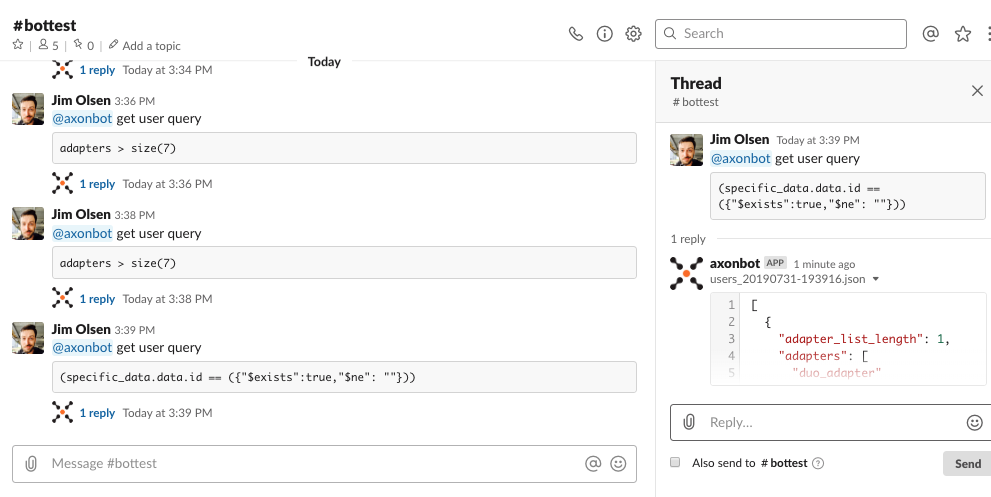 #bottest
5 | 0 | Add a topic
Search
Today
1 reply Today at 3:34 PM
Jim Olsen 3:36 PM
@axonbot get user query
adapters > size(7)
1 reply Today at 3:36 PM
Jim Olsen 3:38 PM
@axonbot get user query
adapters > size(7)
1 reply Today at 3:38 PM
Jim Olsen 3:39 PM
@axonbot get user query
(specific_data.data.id == ({"$exists":true,"$ne": ""}))
1 reply Today at 3:39 PM
Message #bottest
Thread
# bottest
Jim Olsen Today at 3:39 PM
@axonbot get user query
(specific_data.data.id ==
({"$exists":true,"$ne": ""}))
1 reply
axonbot APP 1 minute ago
users_20190731-193916.json
1 [
2 {
3 "adapter_list_length": 1,
4 "adapters": [
5 "duo_adapter"
Reply...
Also send to # bottest
Send